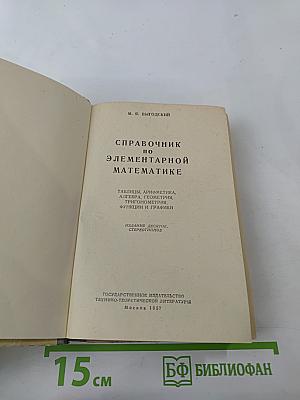 М. Я. ВЫГОДСКИЙ
СПРАВОЧНИК
ПО
ЭЛЕМЕНТАРНОЙ
МАТЕМАТИКЕ
ТАБЛИЦЫ, АРИФМЕТИКА,
АЛГЕБРА, ГЕОМЕТРИЯ,
ТРИГОНОМЕТРИЯ,
ФУНКЦИИ И ГРАФИКИ
ИЗДАНИЕ ДЕСЯТОЕ,
СТЕРЕОТИПНОЕ
ГОСУДАРСТВЕННОЕ ИЗДАТЕЛЬСТВО
ТЕХНИКО-ТЕОРЕТИЧЕСКОЙ ЛИТЕРАТУРЫ
Москва 1957
15 см
БФ БИБЛИОФАН